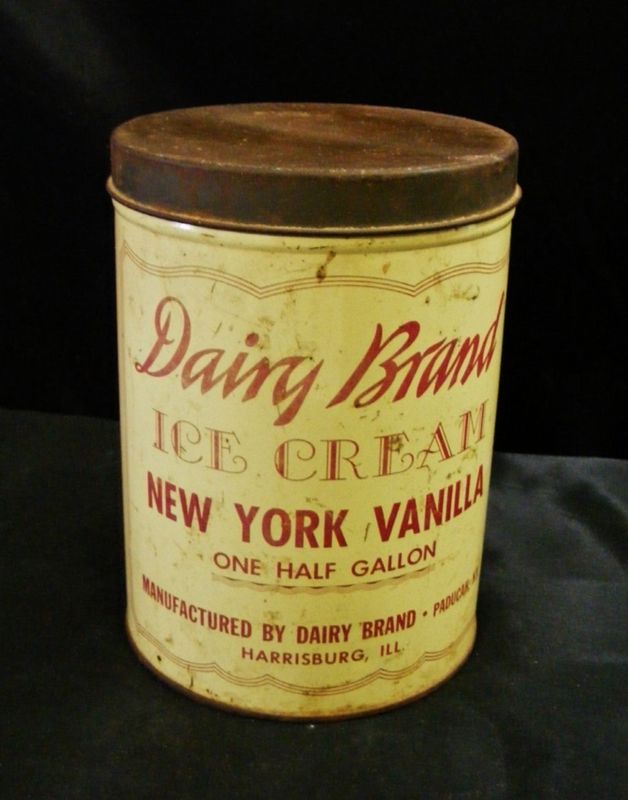 Dairy Brand
ICE CREAM
NEW YORK VANILLA
ONE HALF GALLON
MANUFACTURED BY DAIRY BRAND • PADUCAH,
HARRISBURG, ILL.